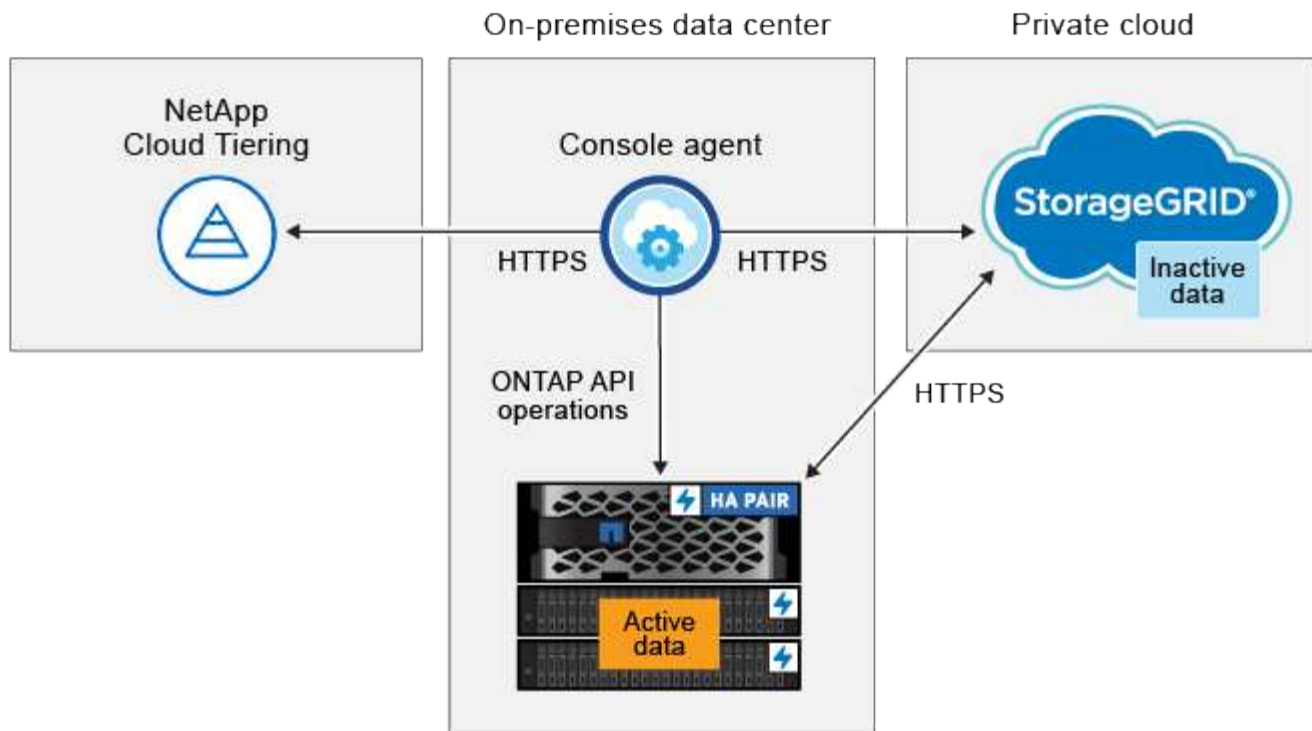 On-premises data center
Private cloud
NetApp
Cloud Tiering
Console agent
HTTPS
HTTPS
StorageGRID®
Inactive
data
ONTAP API
operations
HTTPS
HA PAIR
Active
data